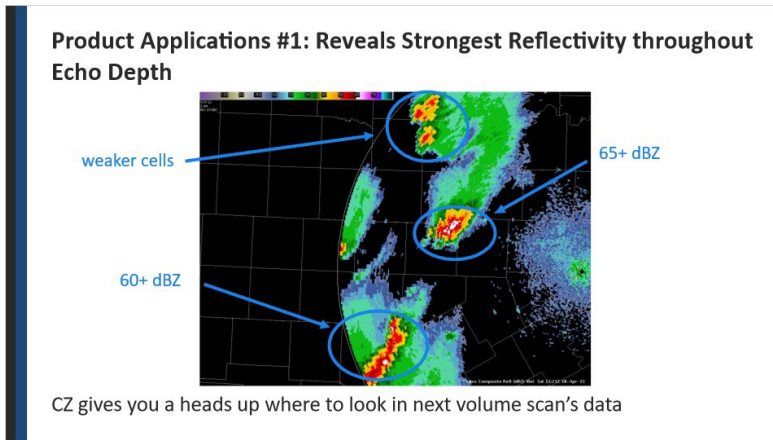 Product Applications #1: Reveals Strongest Reflectivity throughout
Echo Depth
weaker cells
65+ dBZ
60+ dBZ
CZ gives you a heads up where to look in next volume scan's data